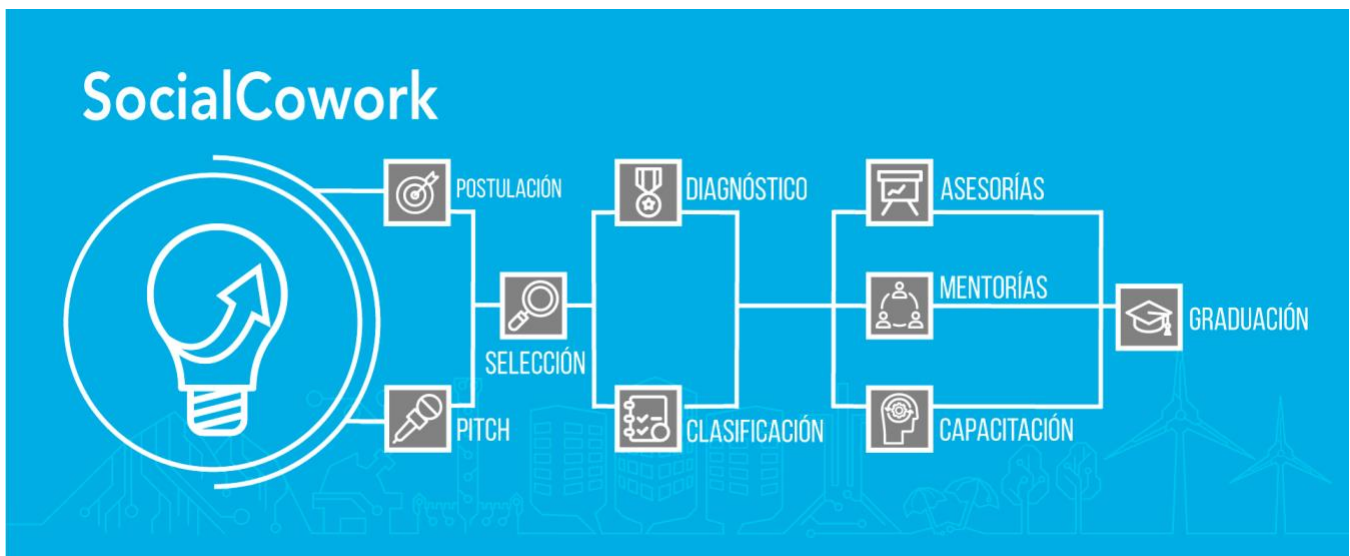 SocialCowork
POSTULACIÓN
PITCH
SELECCIÓN
DIAGNÓSTICO
CLASIFICACIÓN
ASESORÍAS
MENTORÍAS
CAPACITACIÓN
GRADUACIÓN